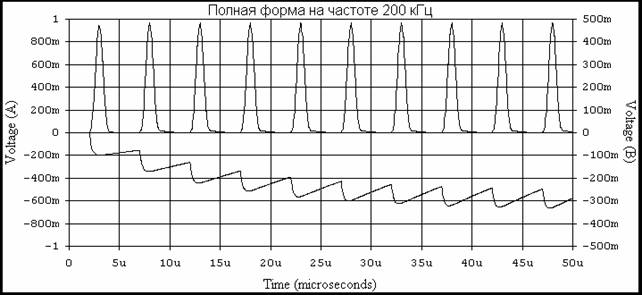 Полная форма на частоте 200 кГц
1
800m
600m
400m
200m
0
-200m
-400m
-600m
-800m
-1
Voltage (A)
500m
400m
300m
200m
100m
0
-100m
-200m
-300m
-400m
-500m
Voltage (B)
0 5u 10u 15u 20u 25u 30u 35u 40u 45u 50u
Time (microseconds)